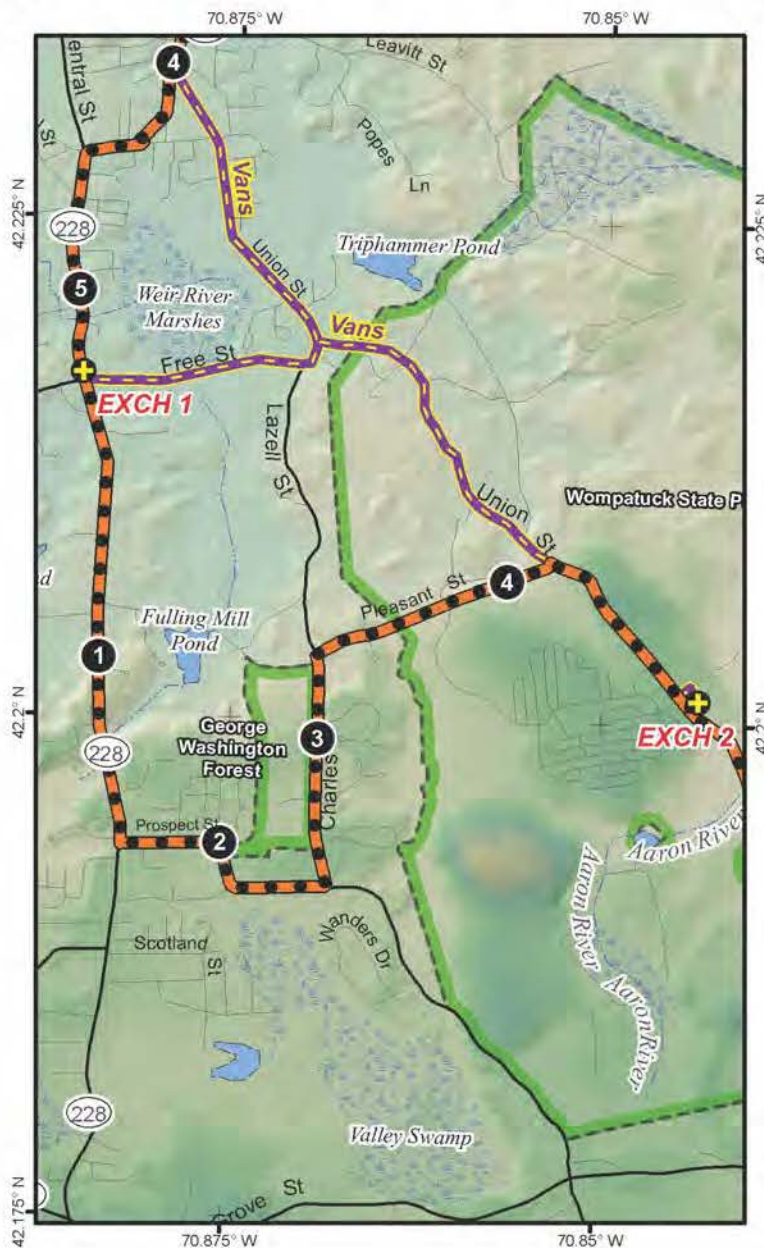 70.875° W
70.85° W
Leavitt St
entral St
St
4
Popes
Ln
Vans
42.225° N
42.225° N
228
Triphammer Pond
Union St
5
Weir River
Marshes
Vans
Free St
EXCH 1
Lazell St
Union St
Wompatuck State P
d
Pleasant St
4
Fulling Mill
Pond
1
42.2° N
42.2° N
George
Washington
Forest
3
EXCH 2
228
Charles
Prospect St
2
Aaron River
Aaron River
Aaron River
Scotland
St
Wanders Dr
228
Valley Swamp
Grove St
42.175° N
70.875° W
70.85° W